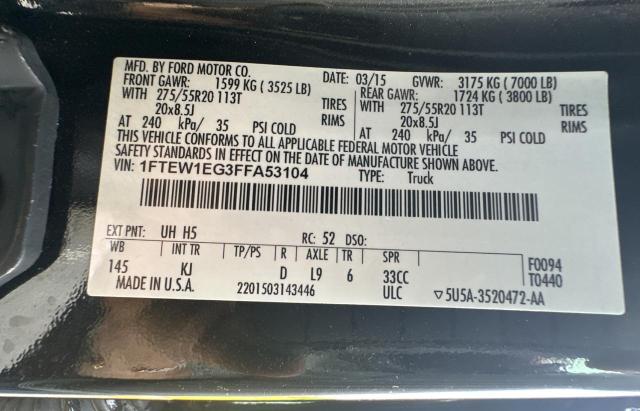 MFD. BY FORD MOTOR CO.
DATE: 03/15 GVWR: 3175 KG ( 7000 LB)
FRONT GAWR: 1599 KG ( 3525 LB) REAR GAWR: 1724 KG ( 3800 LB)
WITH 275/55R20 113T TIRES WITH 275/55R20 113T TIRES
20x8.5J RIMS 20x8.5J RIMS
AT 240 kPa/ 35 PSI COLD AT 240 kPa/ 35 PSI COLD
THIS VEHICLE CONFORMS TO ALL APPLICABLE FEDERAL MOTOR VEHICLE
SAFETY STANDARDS IN EFFECT ON THE DATE OF MANUFACTURE SHOWN ABOVE.
VIN: 1FTEW1EG3FFA53104 TYPE: Truck
EXT PNT: UH H5 RC: 52 DSO:
WB INT TR TP/PS R AXLE TR SPR
145 KJ D L9 6 33CC
F0094
T0440
MADE IN U.S.A. 2201503143446 ULC ▽5U5A-3520472-AA